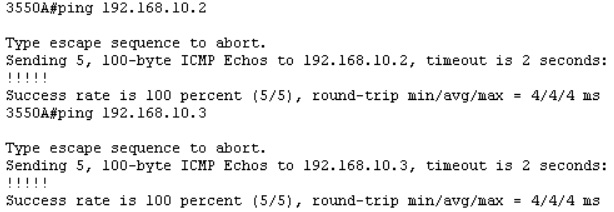 3550A#ping 192.168.10.2
Type escape sequence to abort.
Sending 5, 100-byte ICMP Echos to 192.168.10.2, timeout is 2 seconds:
!!!!!
Success rate is 100 percent (5/5), round-trip min/avg/max = 4/4/4 ms
3550A#ping 192.168.10.3
Type escape sequence to abort.
Sending 5, 100-byte ICMP Echos to 192.168.10.3, timeout is 2 seconds:
!!!!!
Success rate is 100 percent (5/5), round-trip min/avg/max = 4/4/4 ms